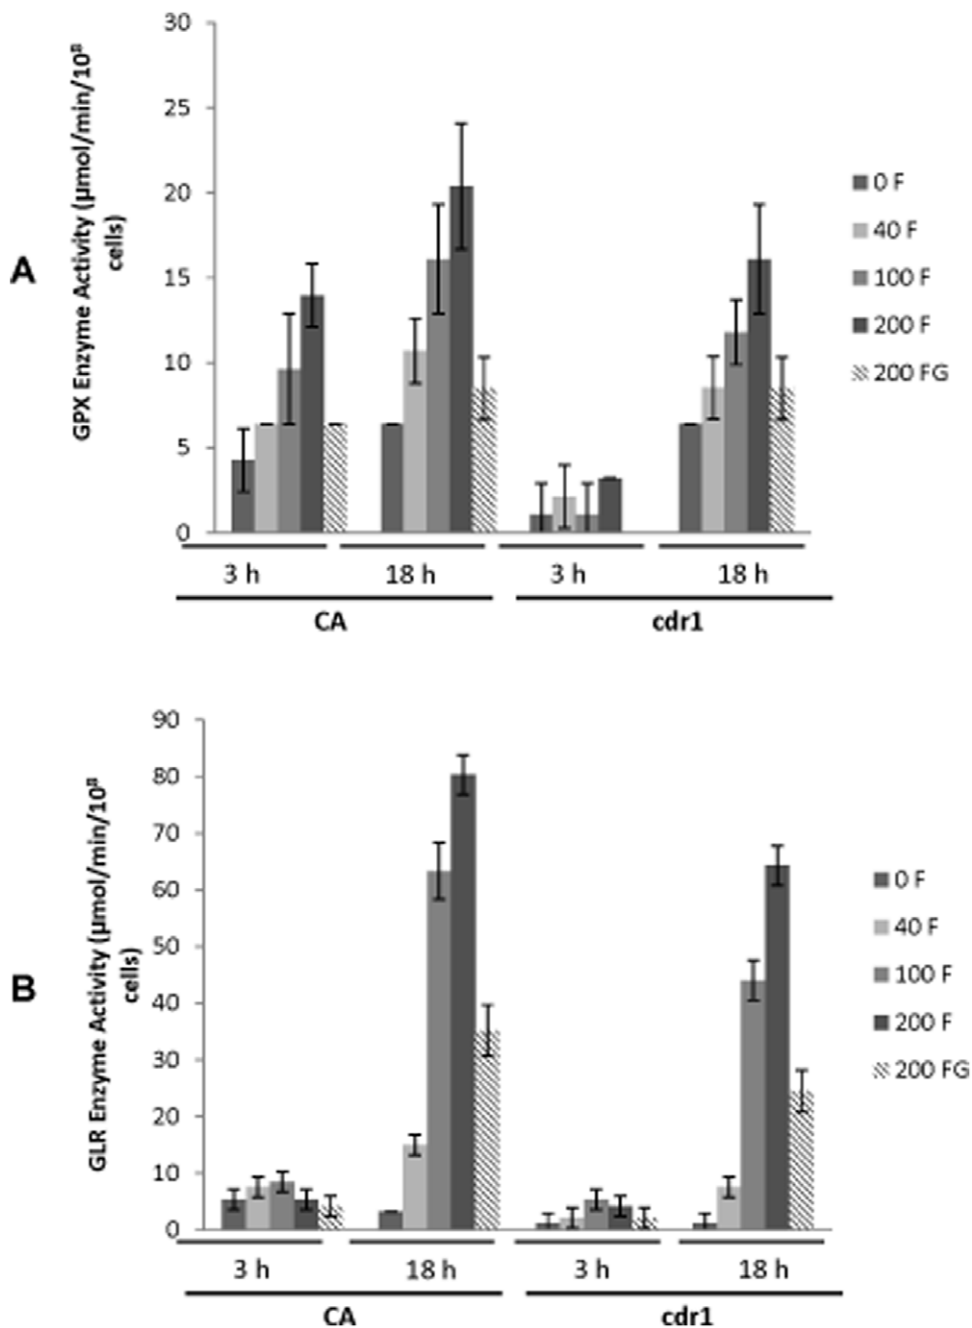 A
GPX Enzyme Activity (µmol/min/10⁸
cells)
30
25
20
15
10
5
0
0 F
40 F
100 F
200 F
200 FG
3 h 18 h 3 h 18 h
CA cdr1
B
GLR Enzyme Activity (µmol/min/10⁸
cells)
90
80
70
60
50
40
30
20
10
0
0 F
40 F
100 F
200 F
200 FG
3 h 18 h 3 h 18 h
CA cdr1